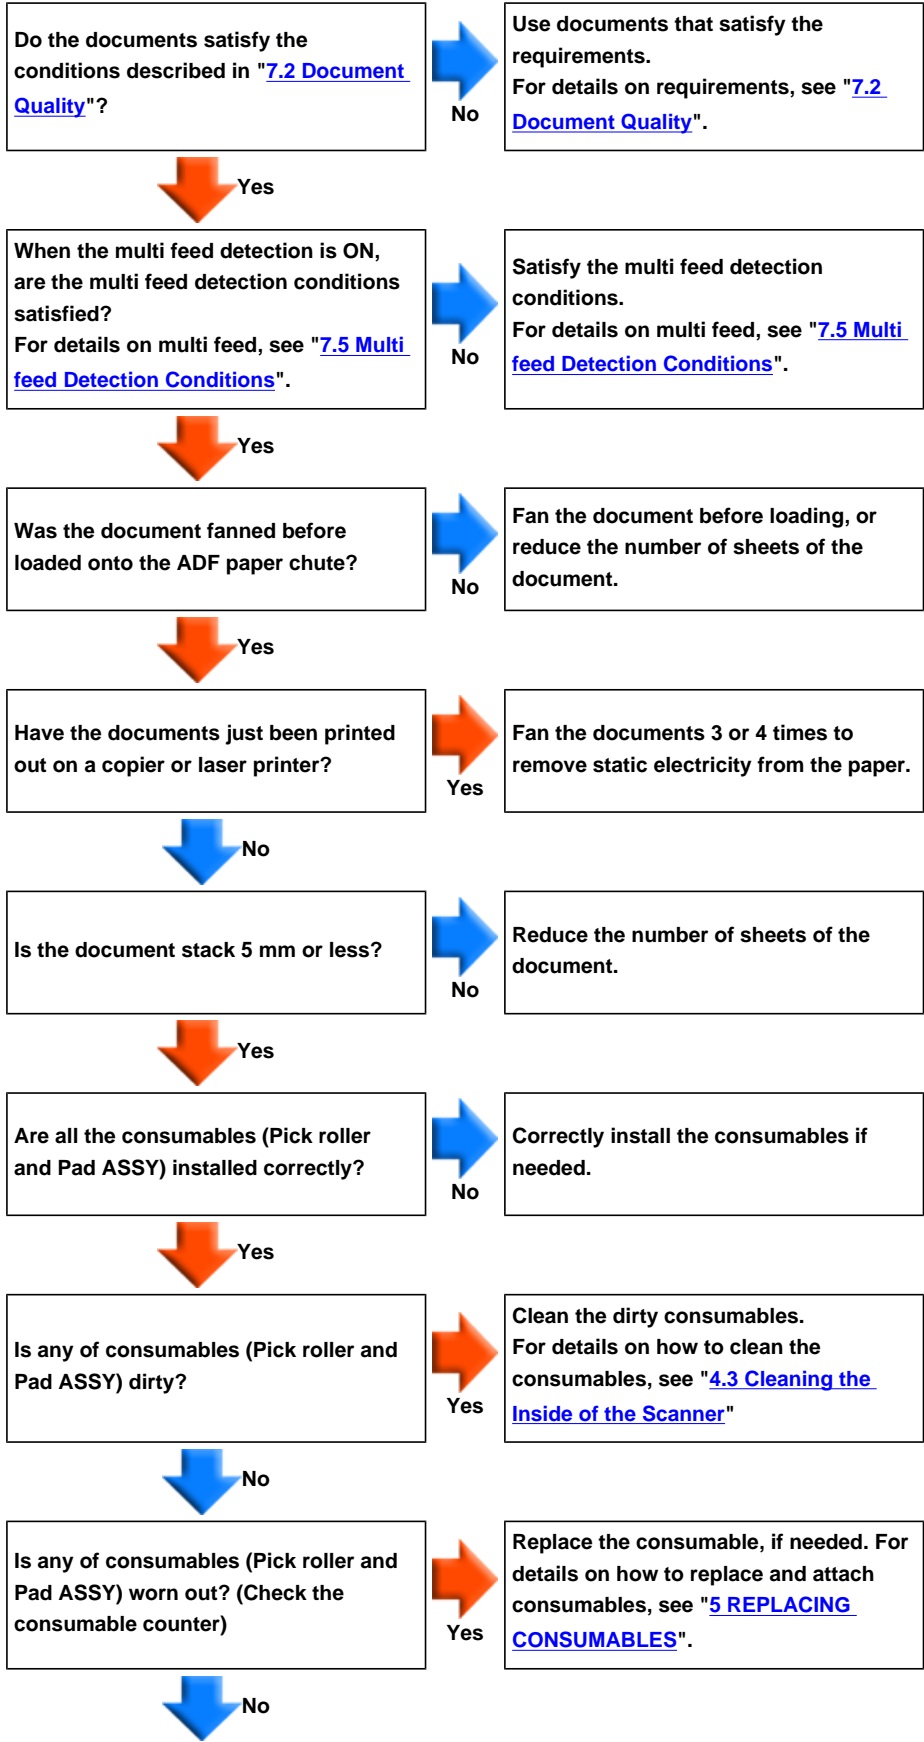 Do the documents satisfy the
conditions described in "7.2 Document
Quality"?
No
Use documents that satisfy the
requirements.
For details on requirements, see "7.2
Document Quality".
Yes
When the multi feed detection is ON,
are the multi feed detection conditions
satisfied?
For details on multi feed, see "7.5 Multi
feed Detection Conditions".
No
Satisfy the multi feed detection
conditions.
For details on multi feed, see "7.5 Multi
feed Detection Conditions".
Yes
Was the document fanned before
loaded onto the ADF paper chute?
No
Fan the document before loading, or
reduce the number of sheets of the
document.
Yes
Have the documents just been printed
out on a copier or laser printer?
Yes
Fan the documents 3 or 4 times to
remove static electricity from the paper.
No
Is the document stack 5 mm or less?
No
Reduce the number of sheets of the
document.
Yes
Are all the consumables (Pick roller
and Pad ASSY) installed correctly?
No
Correctly install the consumables if
needed.
Yes
Is any of consumables (Pick roller and
Pad ASSY) dirty?
Yes
Clean the dirty consumables.
For details on how to clean the
consumables, see "4.3 Cleaning the
Inside of the Scanner"
No
Is any of consumables (Pick roller and
Pad ASSY) worn out? (Check the
consumable counter)
Yes
Replace the consumable, if needed. For
details on how to replace and attach
consumables, see "5 REPLACING
CONSUMABLES".
No